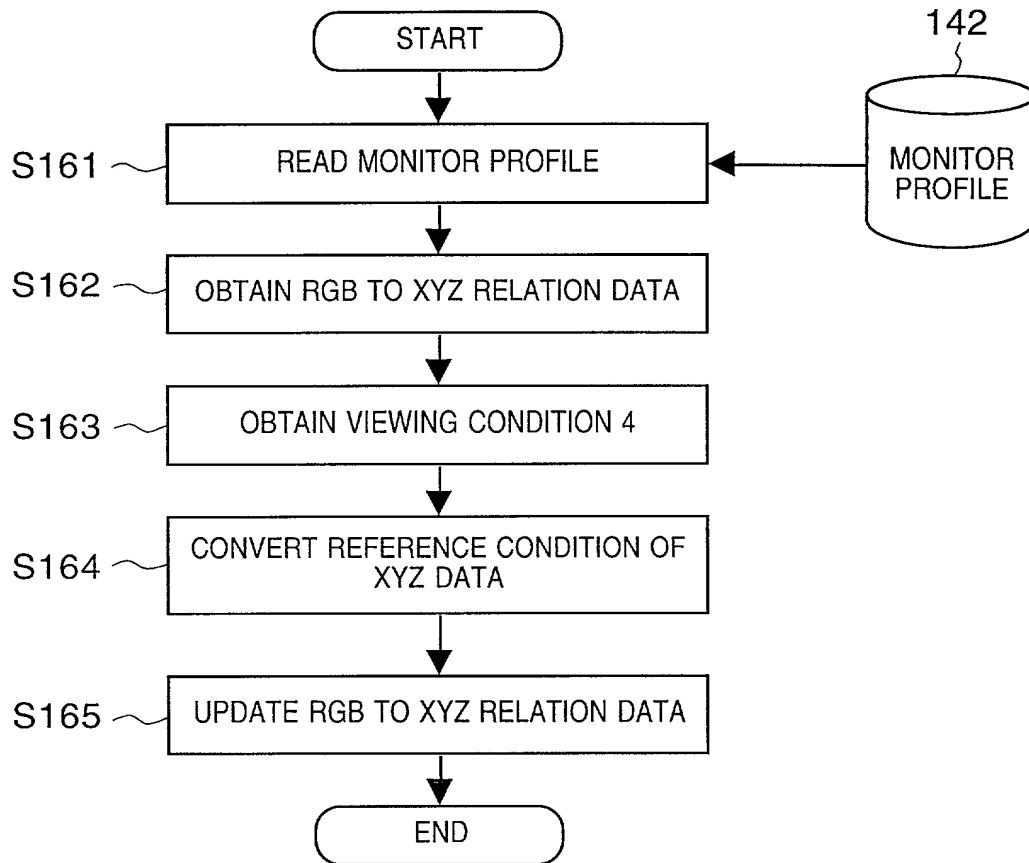 START
142
S161
READ MONITOR PROFILE
MONITOR
PROFILE
S162
OBTAIN RGB TO XYZ RELATION DATA
S163
OBTAIN VIEWING CONDITION 4
S164
CONVERT REFERENCE CONDITION OF
XYZ DATA
S165
UPDATE RGB TO XYZ RELATION DATA
END